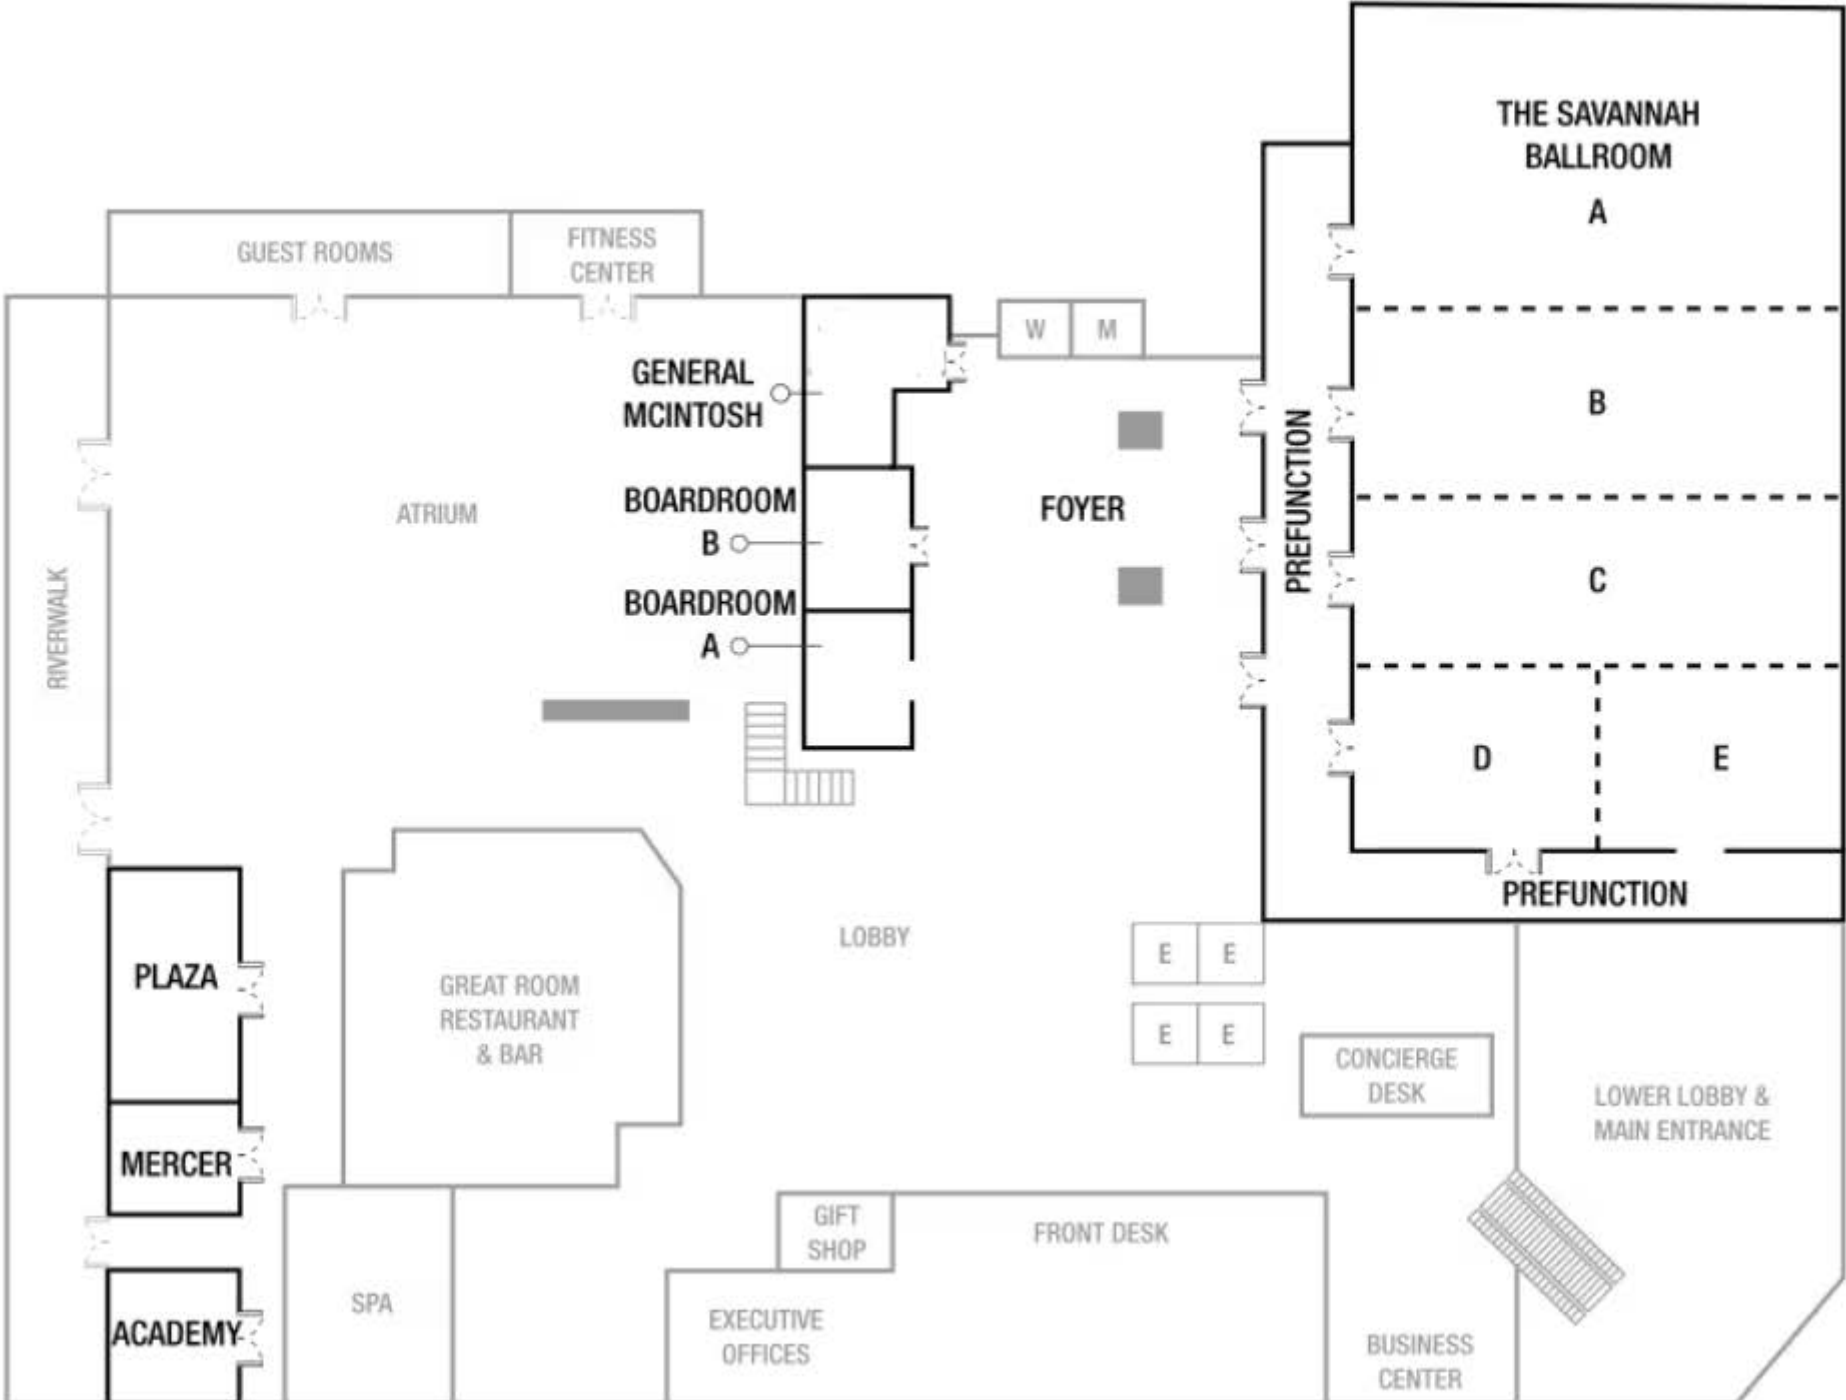 THE SAVANNAH
BALLROOM
A
GUEST ROOMS
FITNESS
CENTER
W
M
GENERAL
MCINTOSH
B
PREFUNCTION
BOARDROOM
B
ATRIUM
FOYER
RIVERWALK
BOARDROOM
A
C
D
E
PREFUNCTION
LOBBY
E
E
PLAZA
GREAT ROOM
RESTAURANT
& BAR
E
E
CONCIERGE
DESK
LOWER LOBBY &
MAIN ENTRANCE
MERCER
GIFT
SHOP
FRONT DESK
SPA
ACADEMY
EXECUTIVE
OFFICES
BUSINESS
CENTER